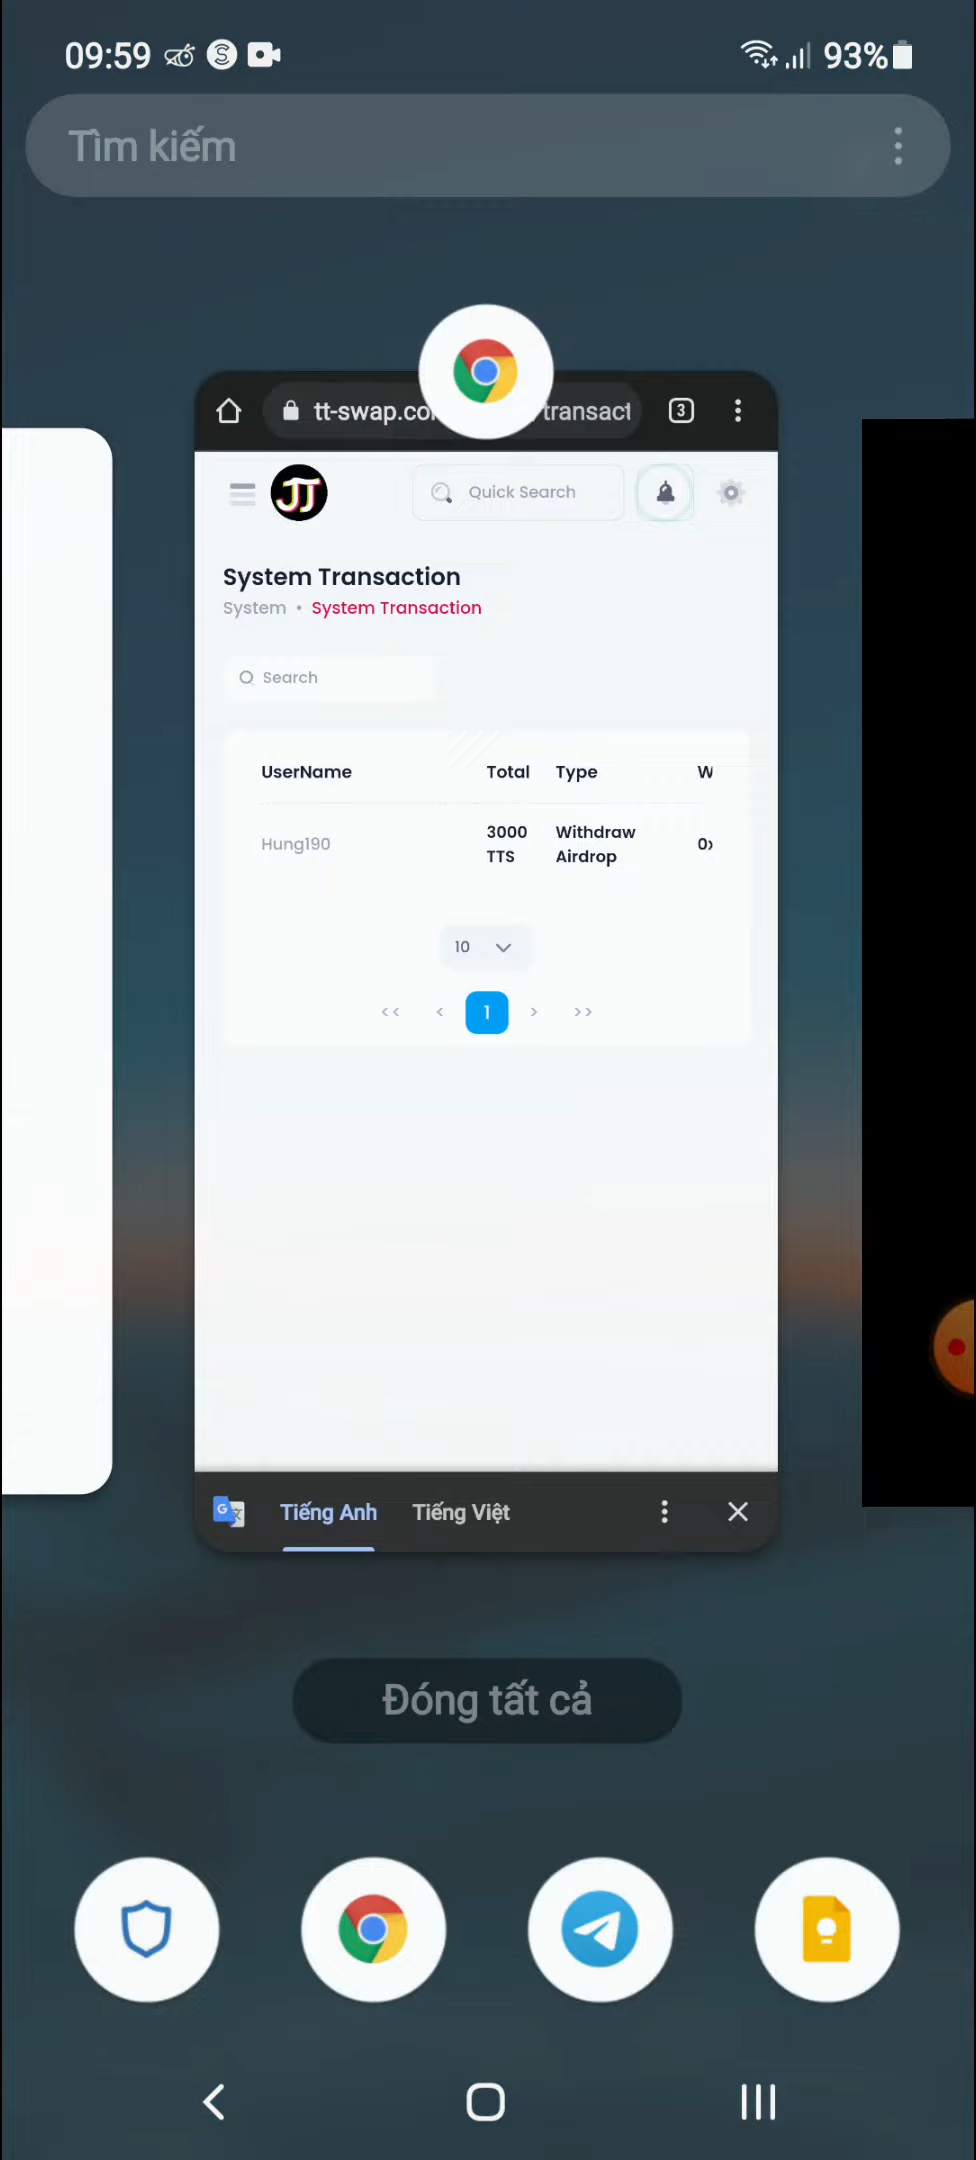 09:59
93%
Tìm kiếm
tt-swap.co
transact
3
Quick Search
System Transaction
System • System Transaction
Search
UserName Total Type W
Hung190 3000 TTS Withdraw Airdrop 0x
10
<< < 1 > >>
Tiếng Anh Tiếng Việt
Đóng tất cả